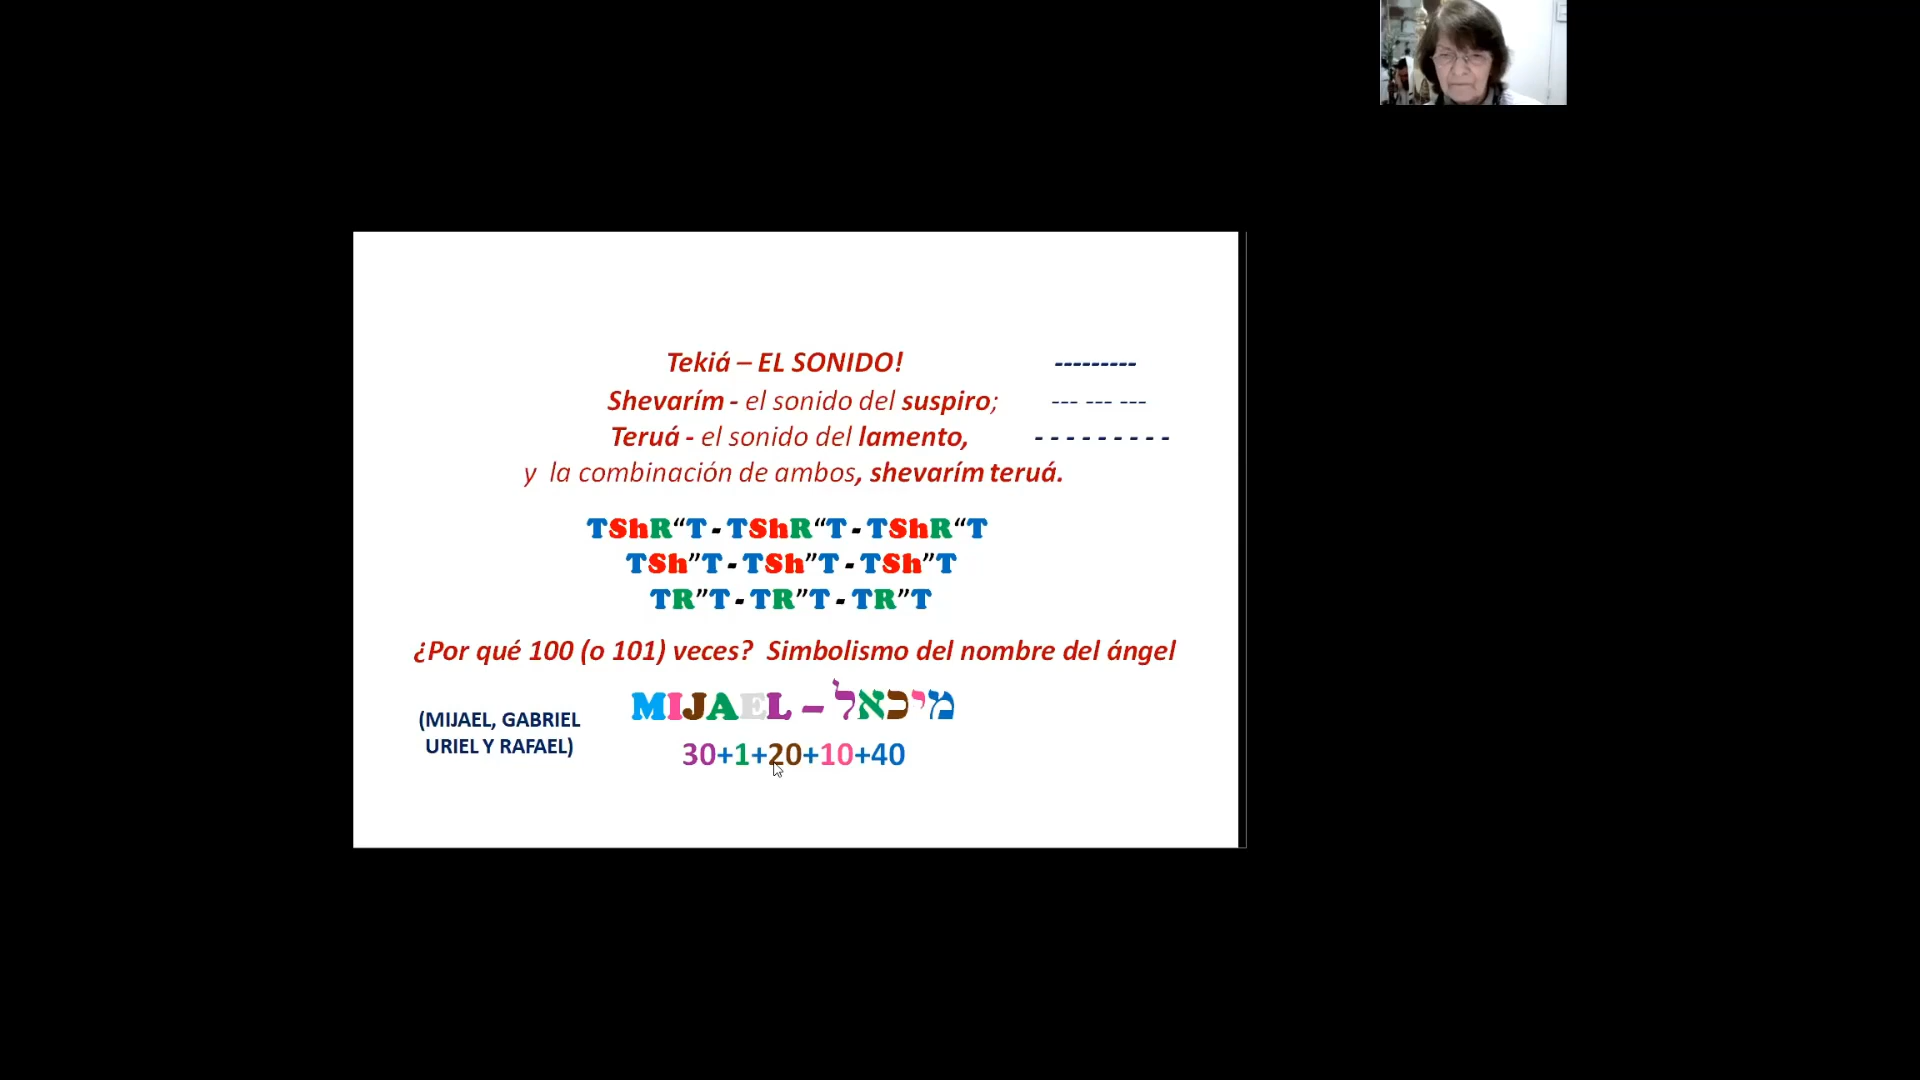 Tekiá – EL SONIDO! ---------
Shevarím - el sonido del suspiro; --- --- ---
Teruá - el sonido del lamento, - - - - - - - - -
y la combinación de ambos, shevarím teruá.
TShR“T - TShR“T - TShR“T
TSh”T - TSh”T - TSh”T
TR”T - TR”T - TR”T
¿Por qué 100 (o 101) veces? Simbolismo del nombre del ángel
MIJAEL – מיכאל
(MIJAEL, GABRIEL
URIEL Y RAFAEL)
30+1+20+10+40